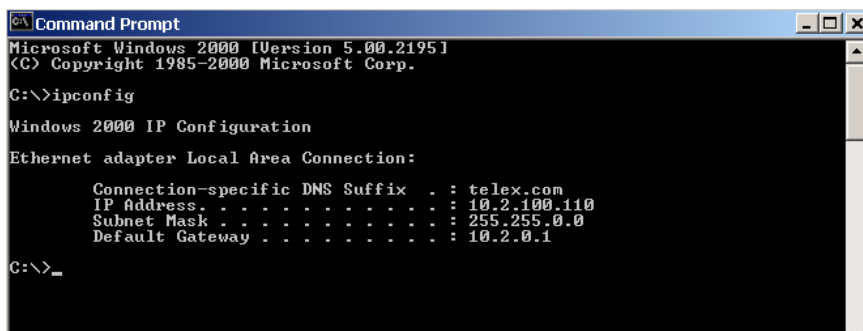 Command Prompt
Microsoft Windows 2000 [Version 5.00.2195]
(C) Copyright 1985-2000 Microsoft Corp.
C:\>ipconfig
Windows 2000 IP Configuration
Ethernet adapter Local Area Connection:
Connection-specific DNS Suffix  . : telex.com
IP Address. . . . . . . . . . . . : 10.2.100.110
Subnet Mask . . . . . . . . . . . : 255.255.0.0
Default Gateway . . . . . . . . . : 10.2.0.1
C:\>_